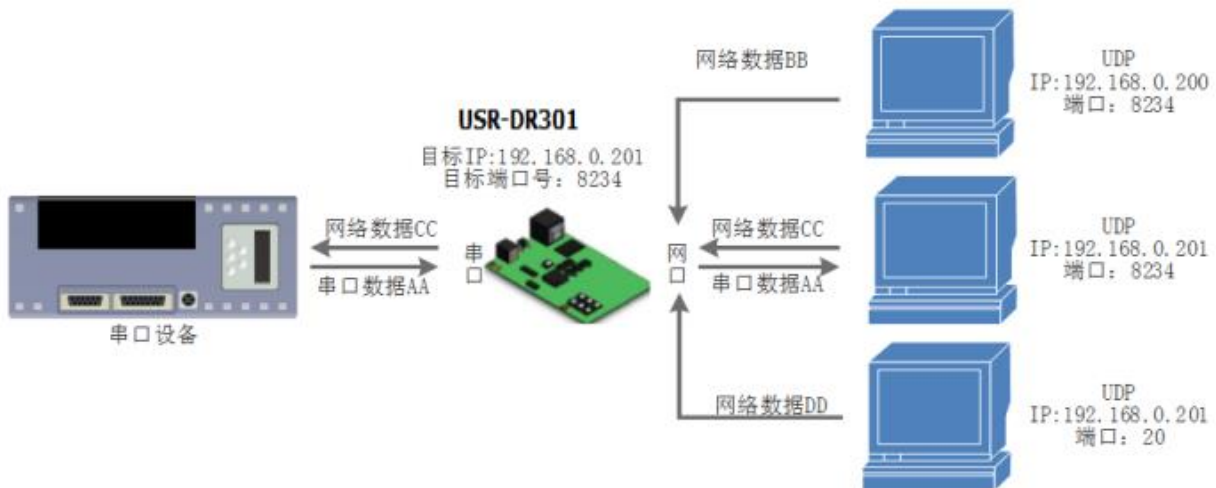 网络数据BB
UDP
IP:192.168.0.200
端口：8234
USR-DR301
目标IP:192.168.0.201
目标端口号：8234
网络数据CC
串口数据AA
串口设备
串口
网口
网络数据CC
串口数据AA
UDP
IP:192.168.0.201
端口：8234
网络数据DD
UDP
IP:192.168.0.201
端口：20